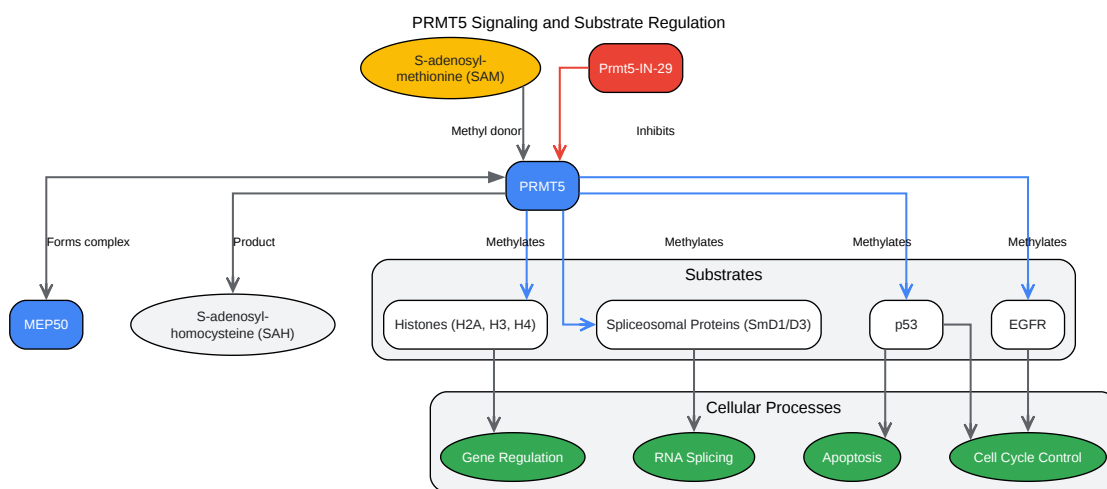 PRMT5 Signaling and Substrate Regulation
S-adenosyl-
methionine (SAM)
Prmt5-IN-29
Methyl donor
Inhibits
PRMT5
Forms complex
Product
Methylates
Methylates
Methylates
Methylates
Substrates
MEP50
S-adenosyl-
homocysteine (SAH)
Histones (H2A, H3, H4)
Spliceosomal Proteins (SmD1/D3)
p53
EGFR
Cellular Processes
Gene Regulation
RNA Splicing
Apoptosis
Cell Cycle Control